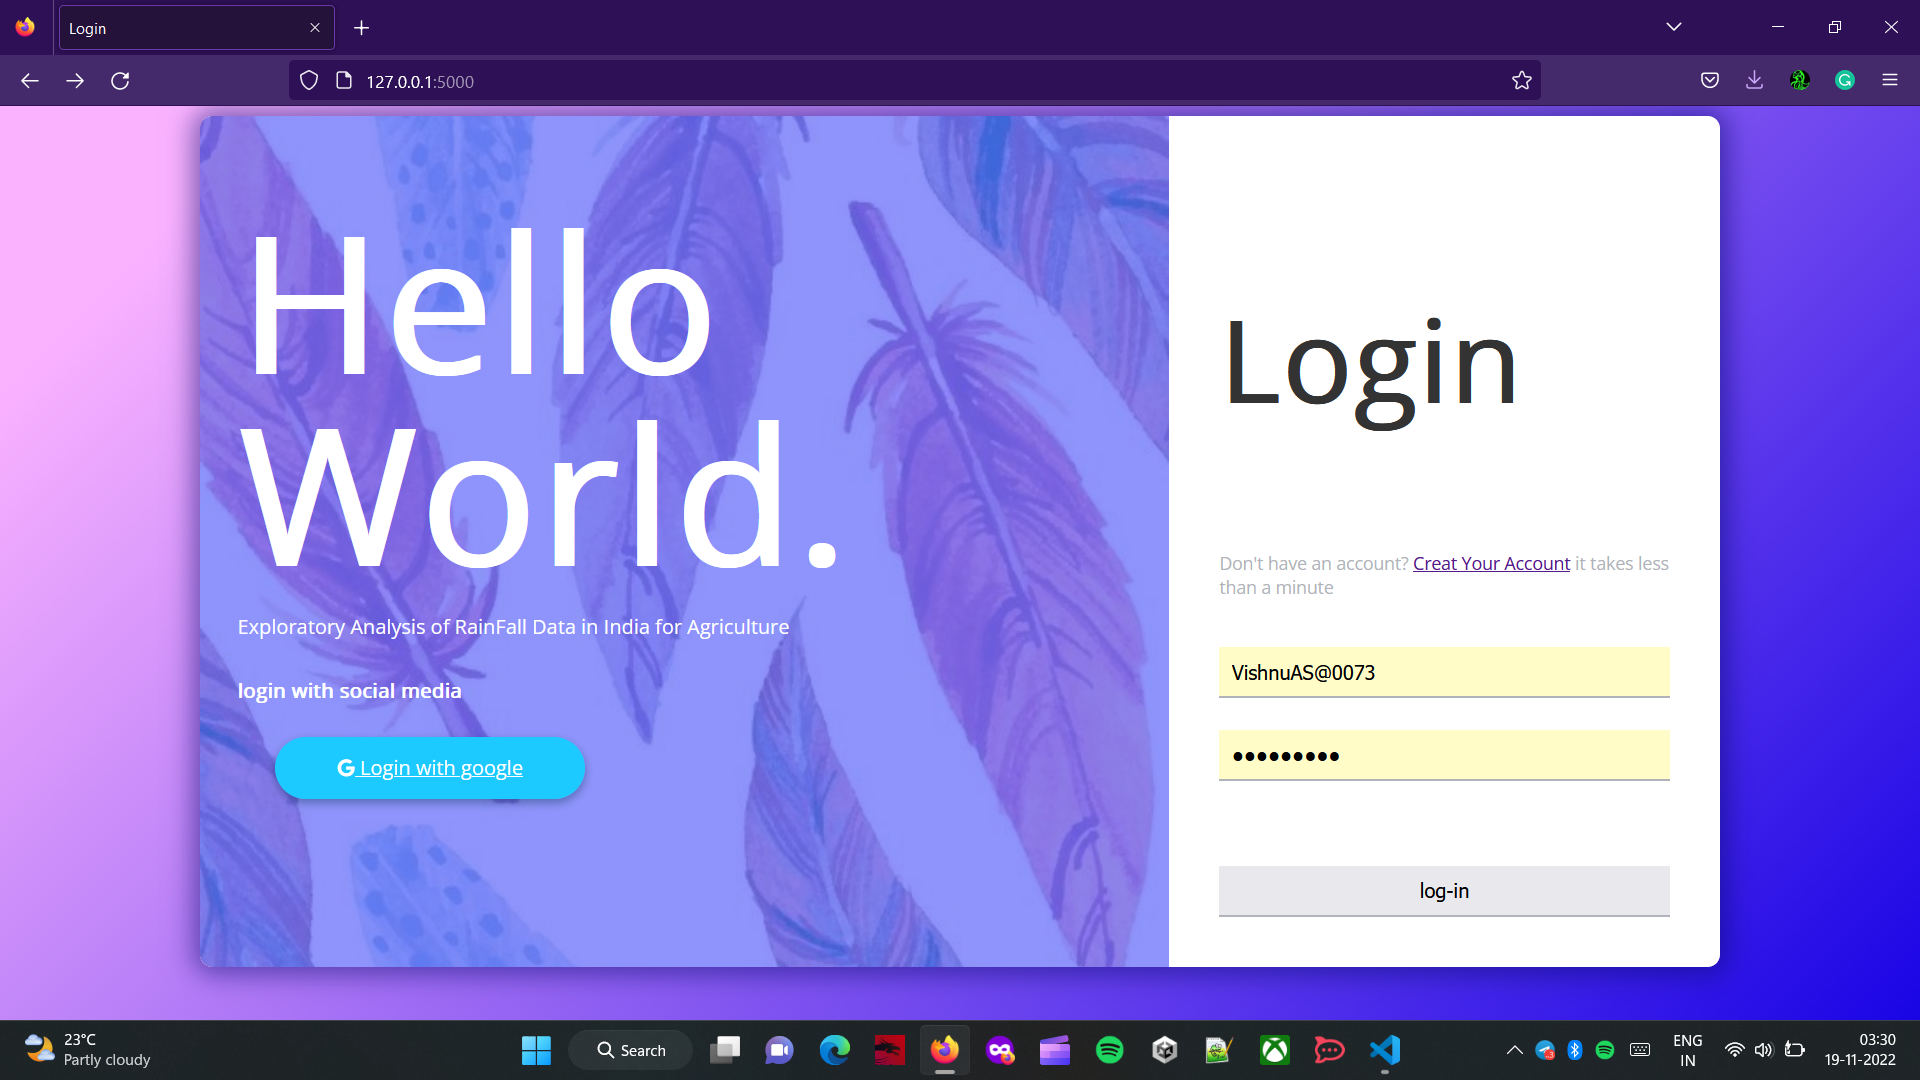 Login
127.0.0.1:5000
Hello
World.
Exploratory Analysis of RainFall Data in India for Agriculture
login with social media
G Login with google
Login
Don't have an account? Creat Your Account it takes less
than a minute
VishnuAS@0073
•••••••••
log-in
23°C
Partly cloudy
Search
ENG
IN
03:30
19-11-2022